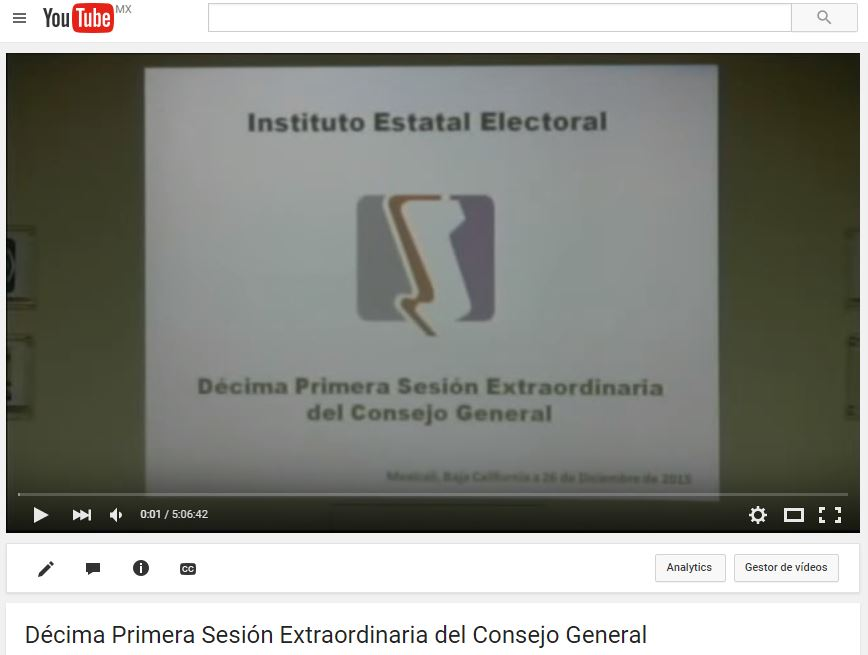 YouTube MX
Instituto Estatal Electoral
Décima Primera Sesión Extraordinaria
del Consejo General
Mexicali, Baja California a 26 de Diciembre de 2015
0:01 / 5:06:42
CC
Analytics
Gestor de vídeos
Décima Primera Sesión Extraordinaria del Consejo General